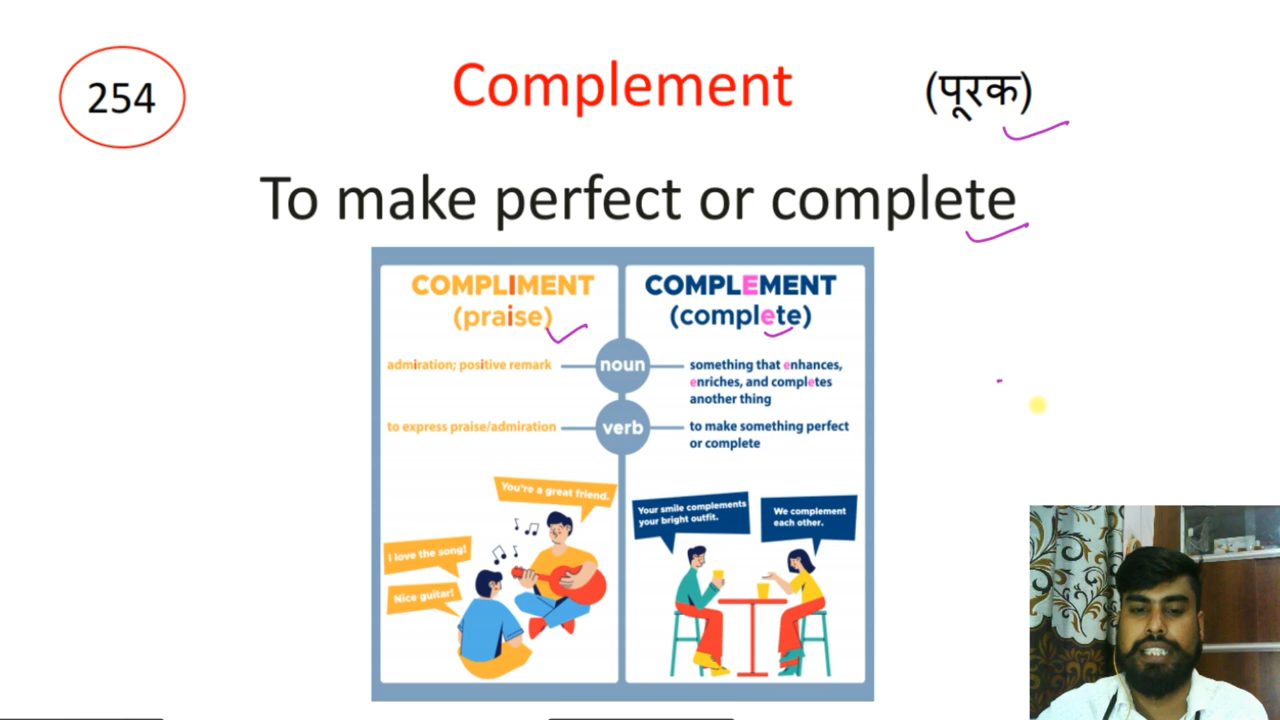 254
Complement
(पूरक)
To make perfect or complete
COMPLIMENT
(praise)
admiration; positive remark
to express praise/admiration
noun
verb
COMPLEMENT
(complete)
something that enhances,
enriches, and completes
another thing
to make something perfect
or complete
You're a great friend.
I love the song!
Nice guitar!
Your smile complements
your bright outfit.
We complement
each other.